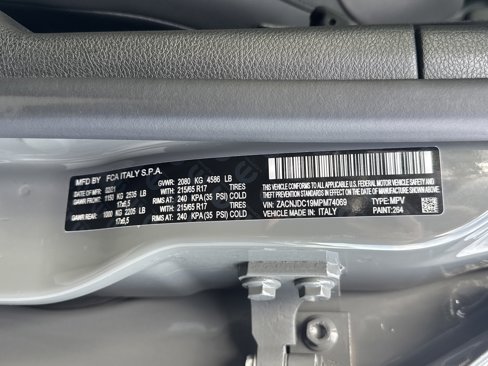 MFD BY FCA ITALY S.P.A.
DATE OF MFR 02/21 GVWR: 2080 KG 4586 LB
GAWR FRONT: 1150 KG 2535 LB WITH: 215/65 R17 TIRES
17x6.5 RIMS AT: 240 KPA(35 PSI) COLD
GAWR REAR: 1000 KG 2205 LB WITH: 215/65 R17 TIRES
17x6.5 RIMS AT: 240 KPA(35 PSI) COLD
THIS VEHICLE CONFORMS TO ALL APPLICABLE
FEDERAL MOTOR VEHICLE SAFETY, BUMPER, AND
THEFT PREVENTION STANDARDS IN EFFECT ON
THE DATE OF MANUFACTURE SHOWN ABOVE.
VIN: ZACNJDC19MPM74069 TYPE: MPV
VEHICLE MADE IN: ITALY PAINT: 264